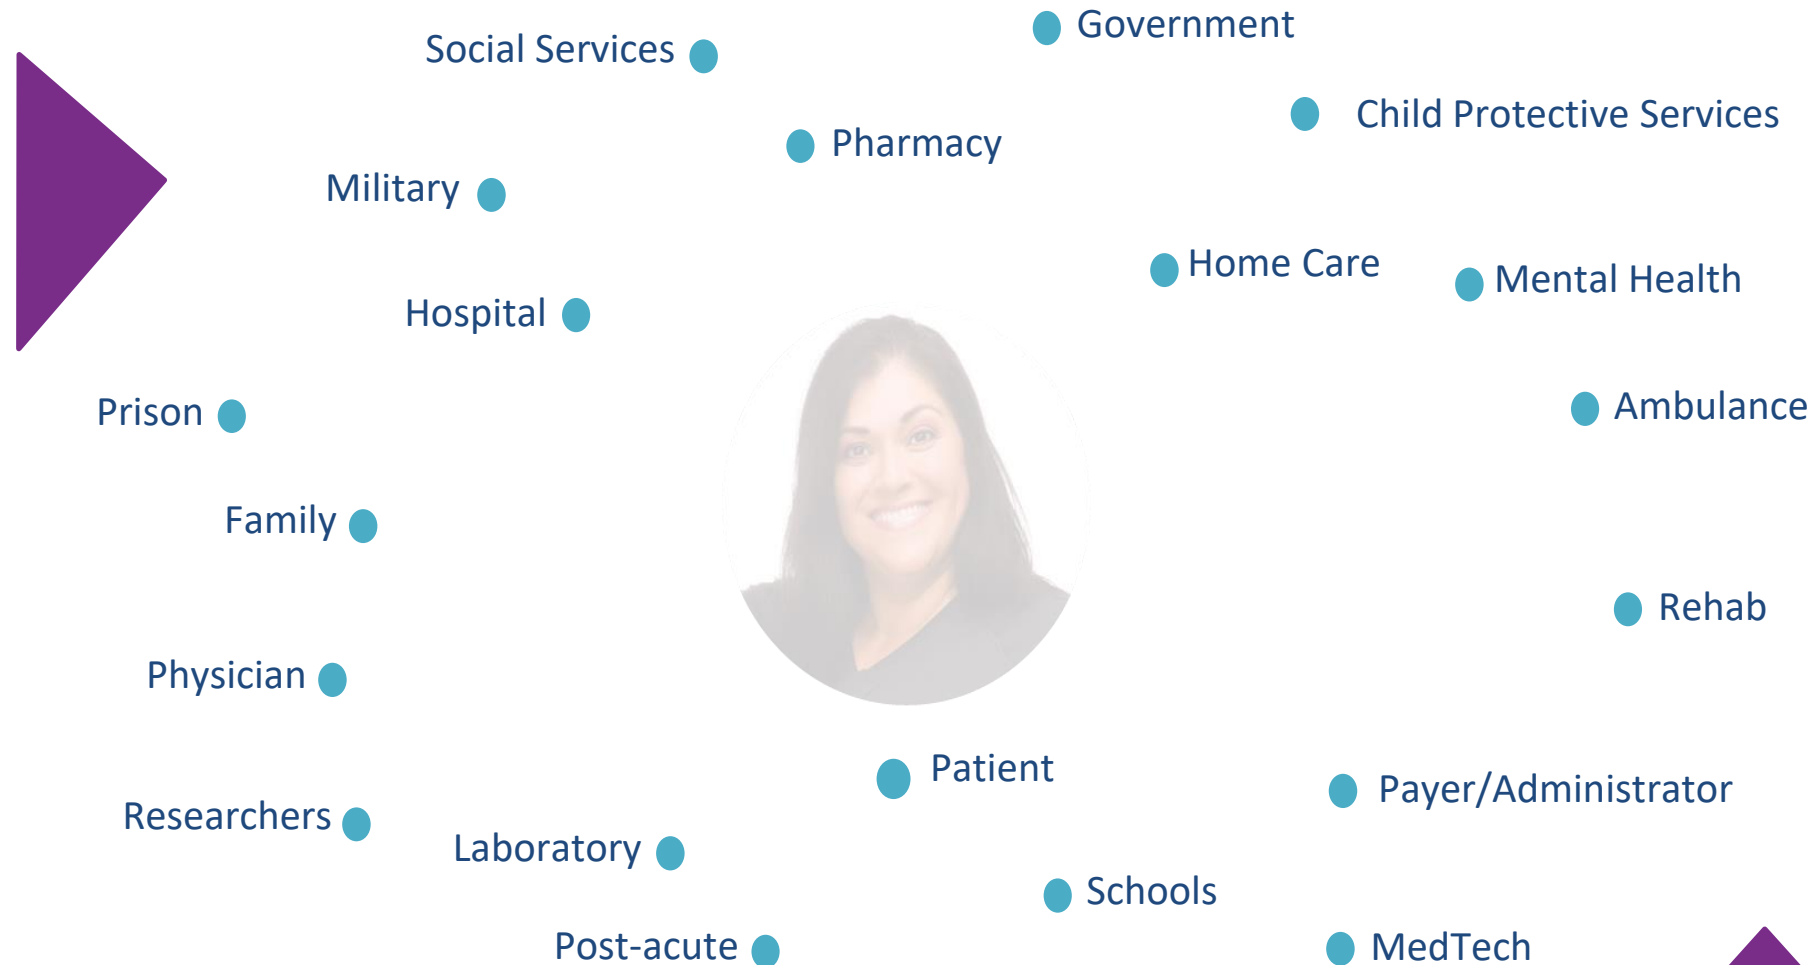 Government
Social Services
Child Protective Services
Pharmacy
Military
Home Care
Mental Health
Hospital
Prison
Ambulance
Family
Rehab
Physician
Patient
Payer/Administrator
Researchers
Laboratory
Schools
Post-acute
MedTech